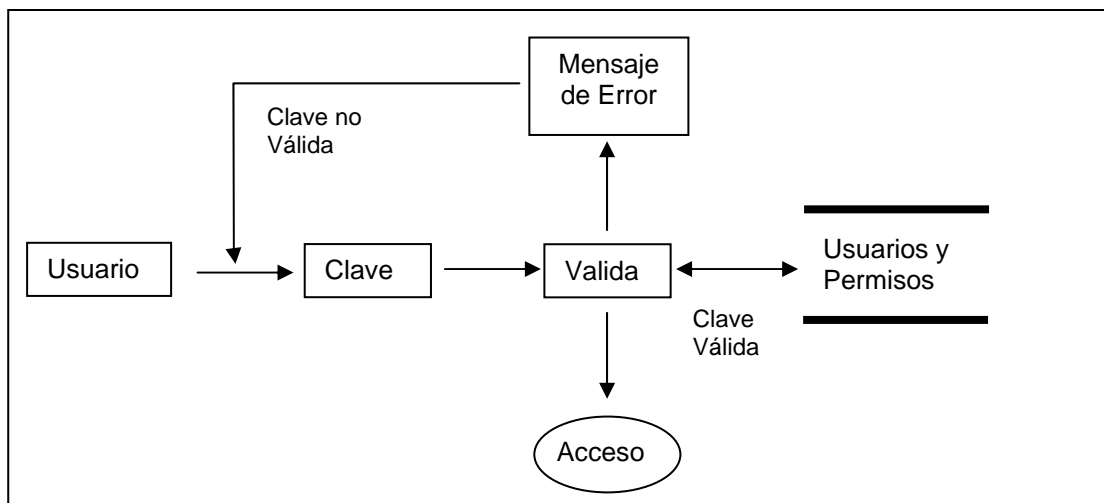 Mensaje
de Error
Clave no
Válida
Usuario
Clave
Valida
Usuarios y
Permisos
Clave
Válida
Acceso